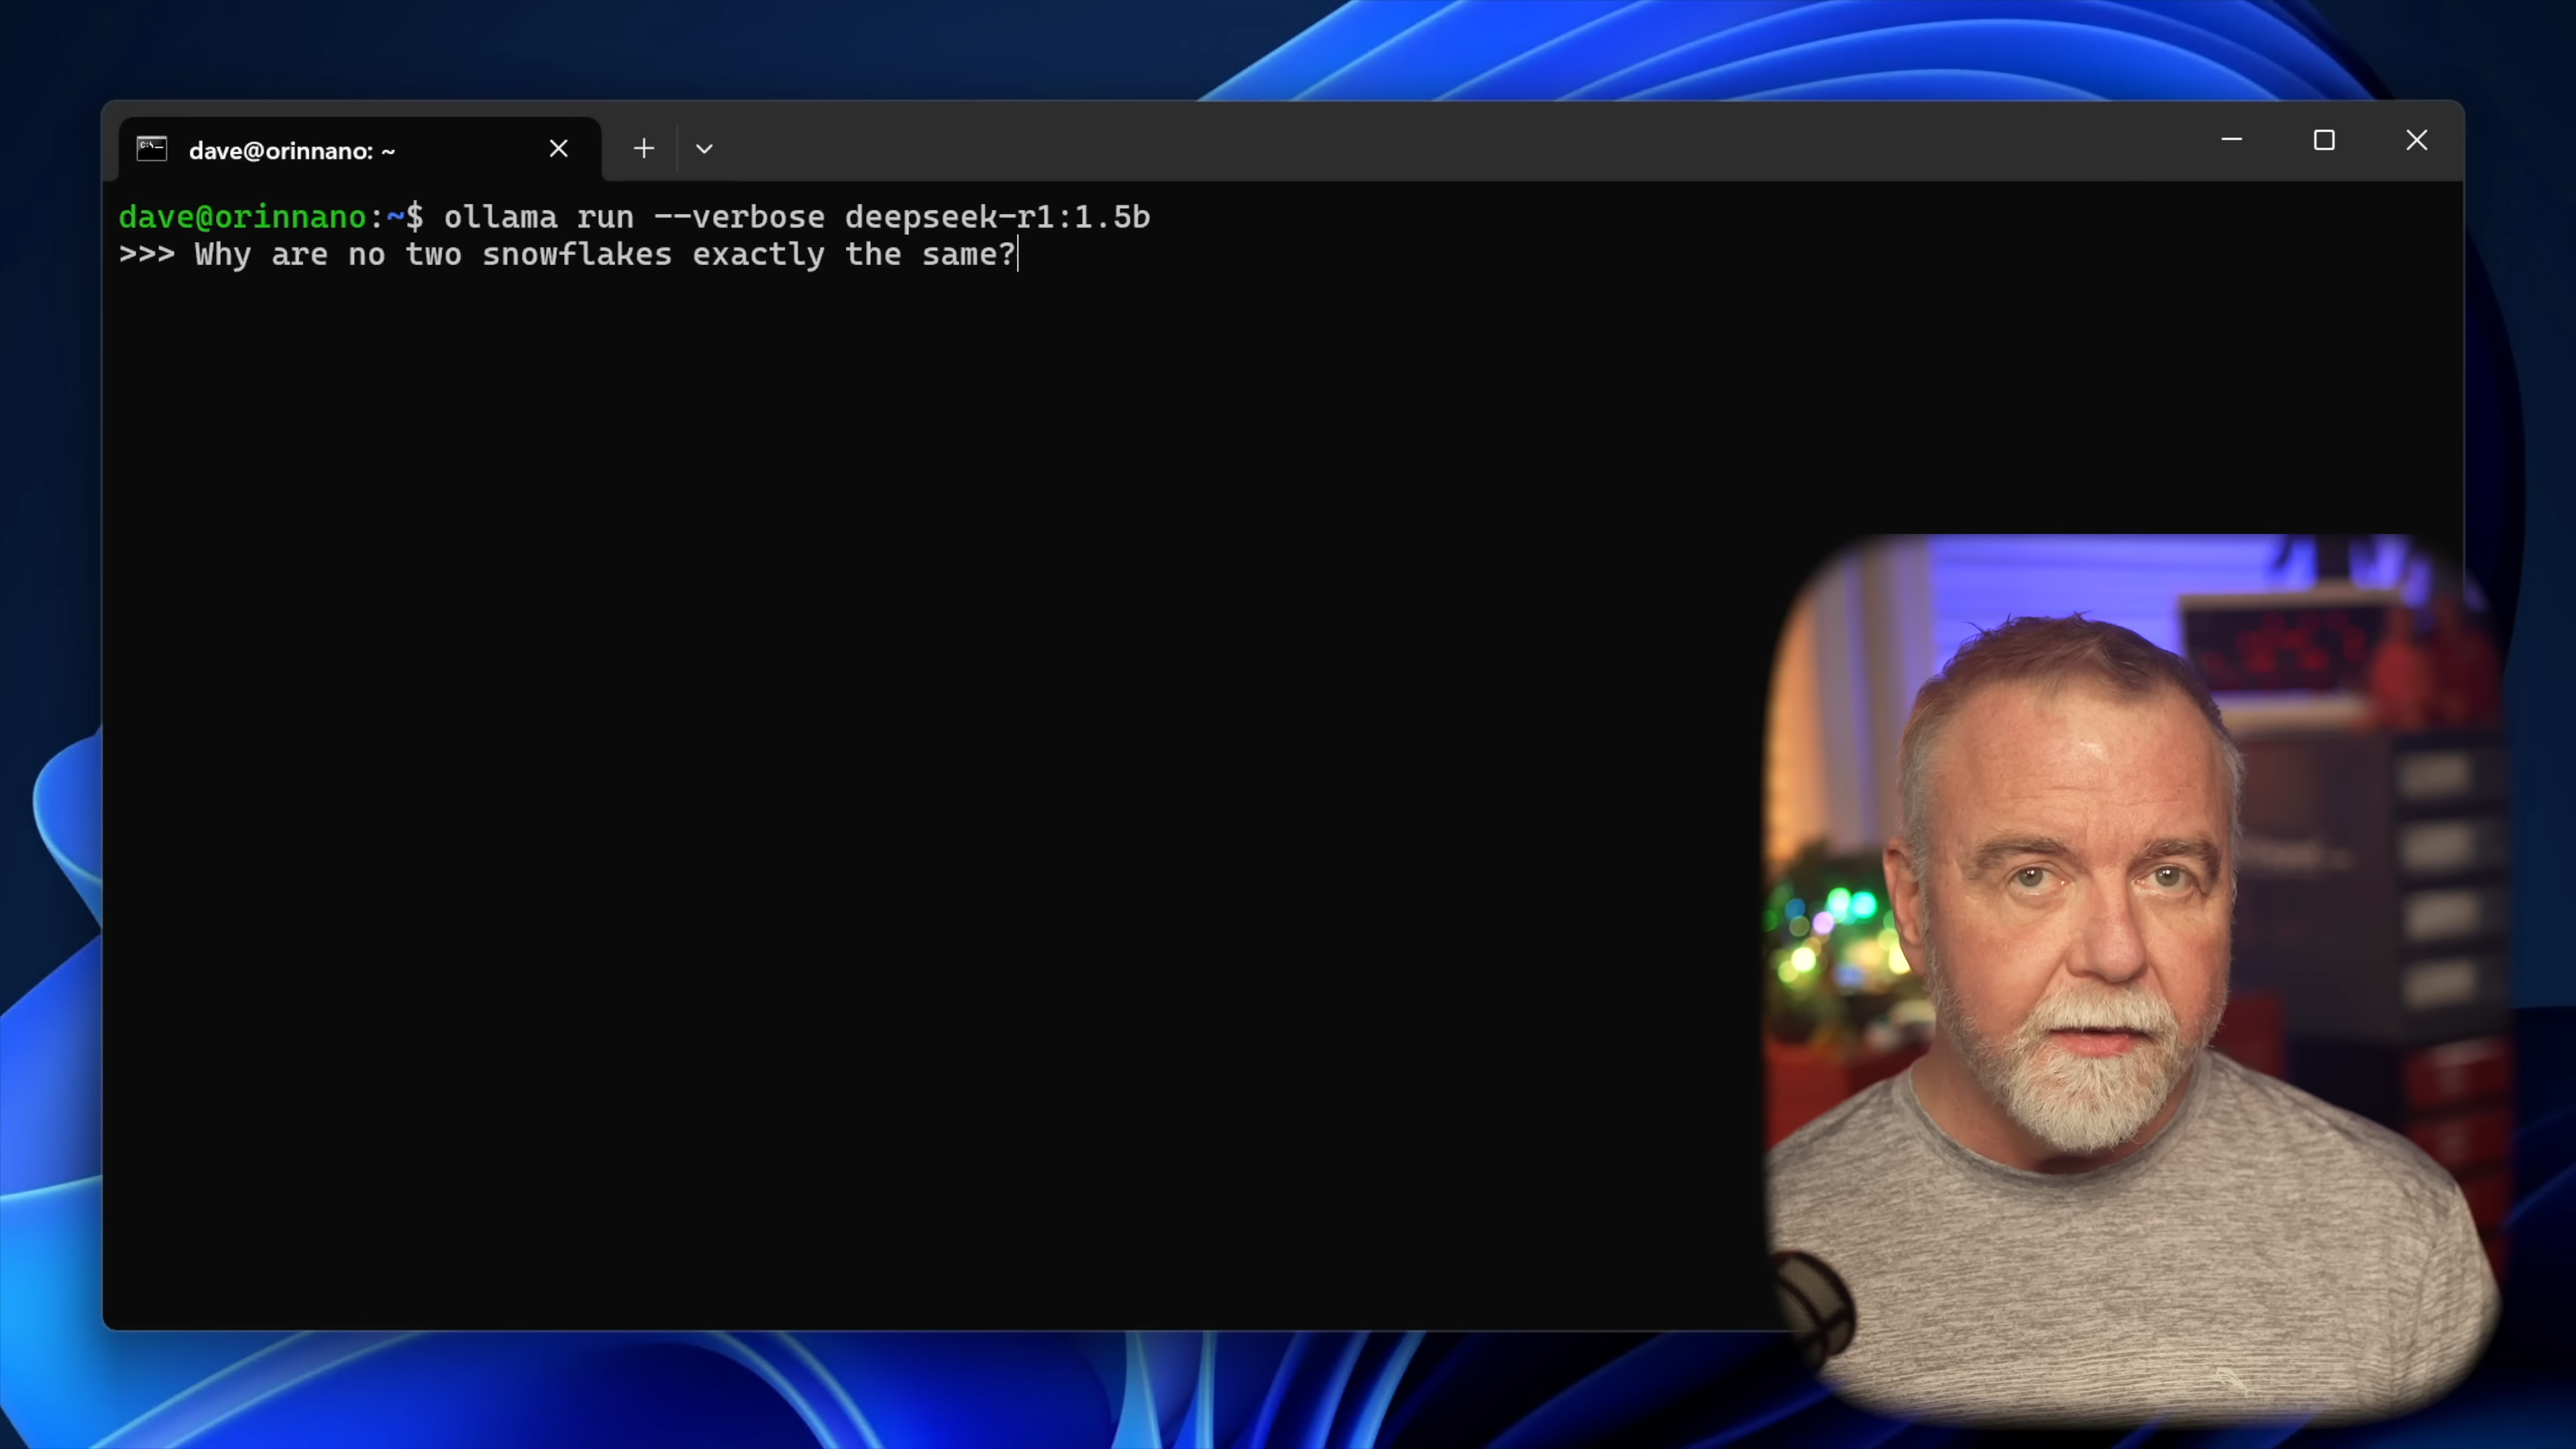 dave@orinnano: ~
dave@orinnano:~$ ollama run --verbose deepseek-r1:1.5b
>>> Why are no two snowflakes exactly the same?